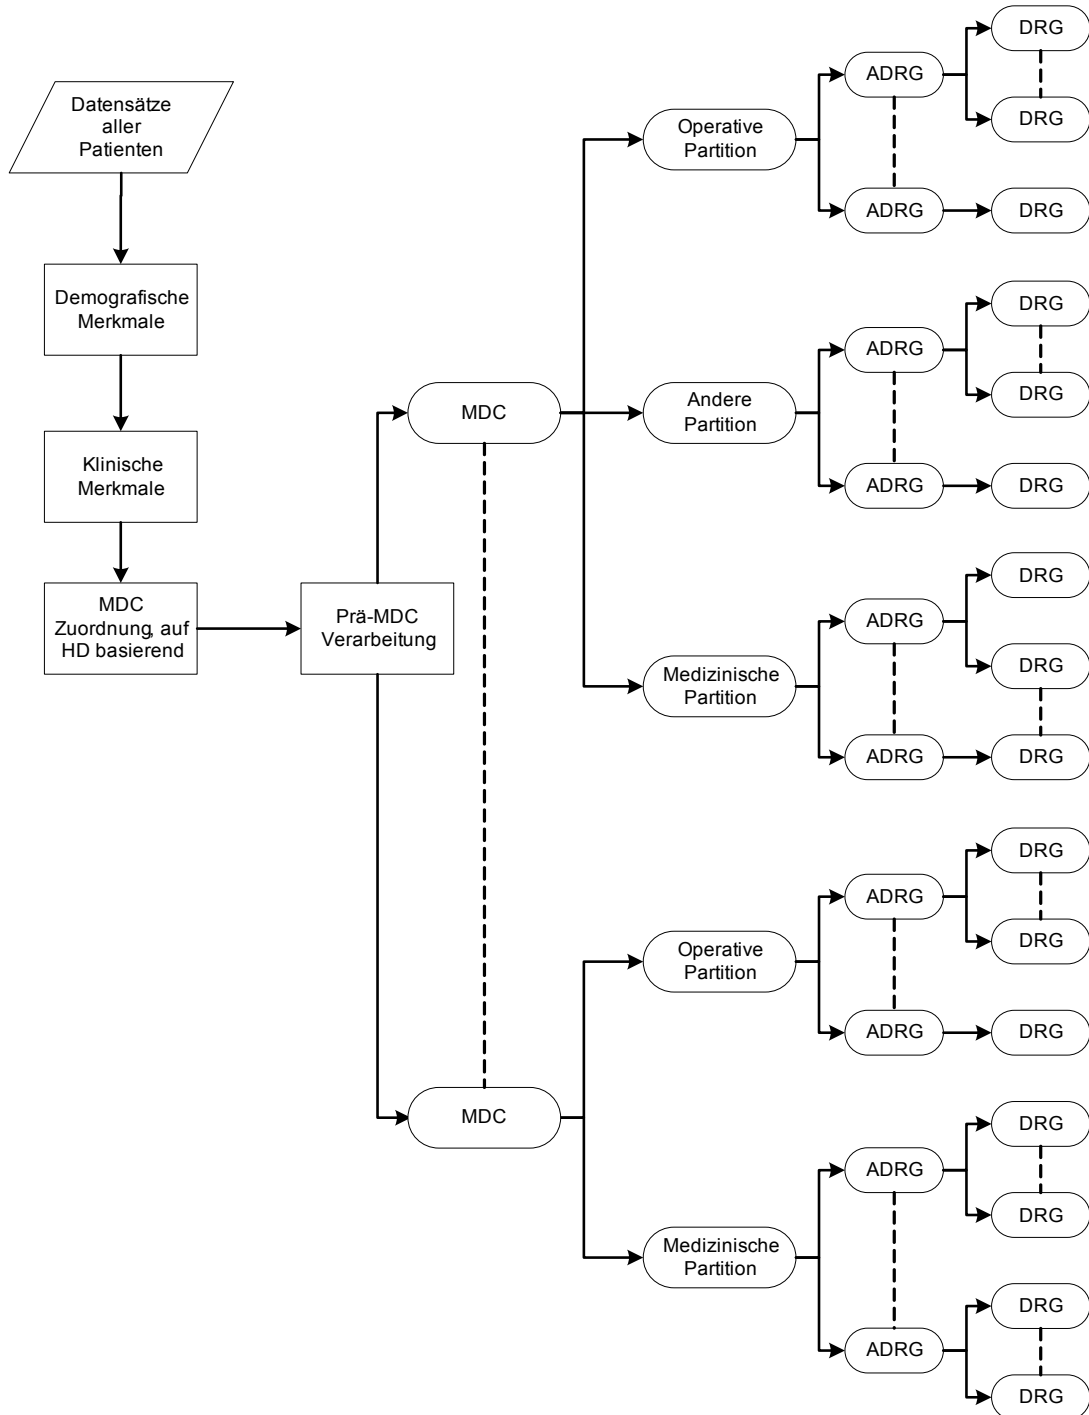 Datensätze
aller
Patienten
Demografische
Merkmale
Klinische
Merkmale
MDC
Zuordnung, auf
HD basierend
Prä-MDC
Verarbeitung
MDC
Operative
Partition
ADRG
DRG
DRG
ADRG
DRG
Andere
Partition
ADRG
DRG
DRG
ADRG
DRG
Medizinische
Partition
ADRG
DRG
DRG
ADRG
DRG
MDC
Operative
Partition
ADRG
DRG
DRG
ADRG
DRG
Medizinische
Partition
ADRG
DRG
DRG
ADRG
DRG
DRG